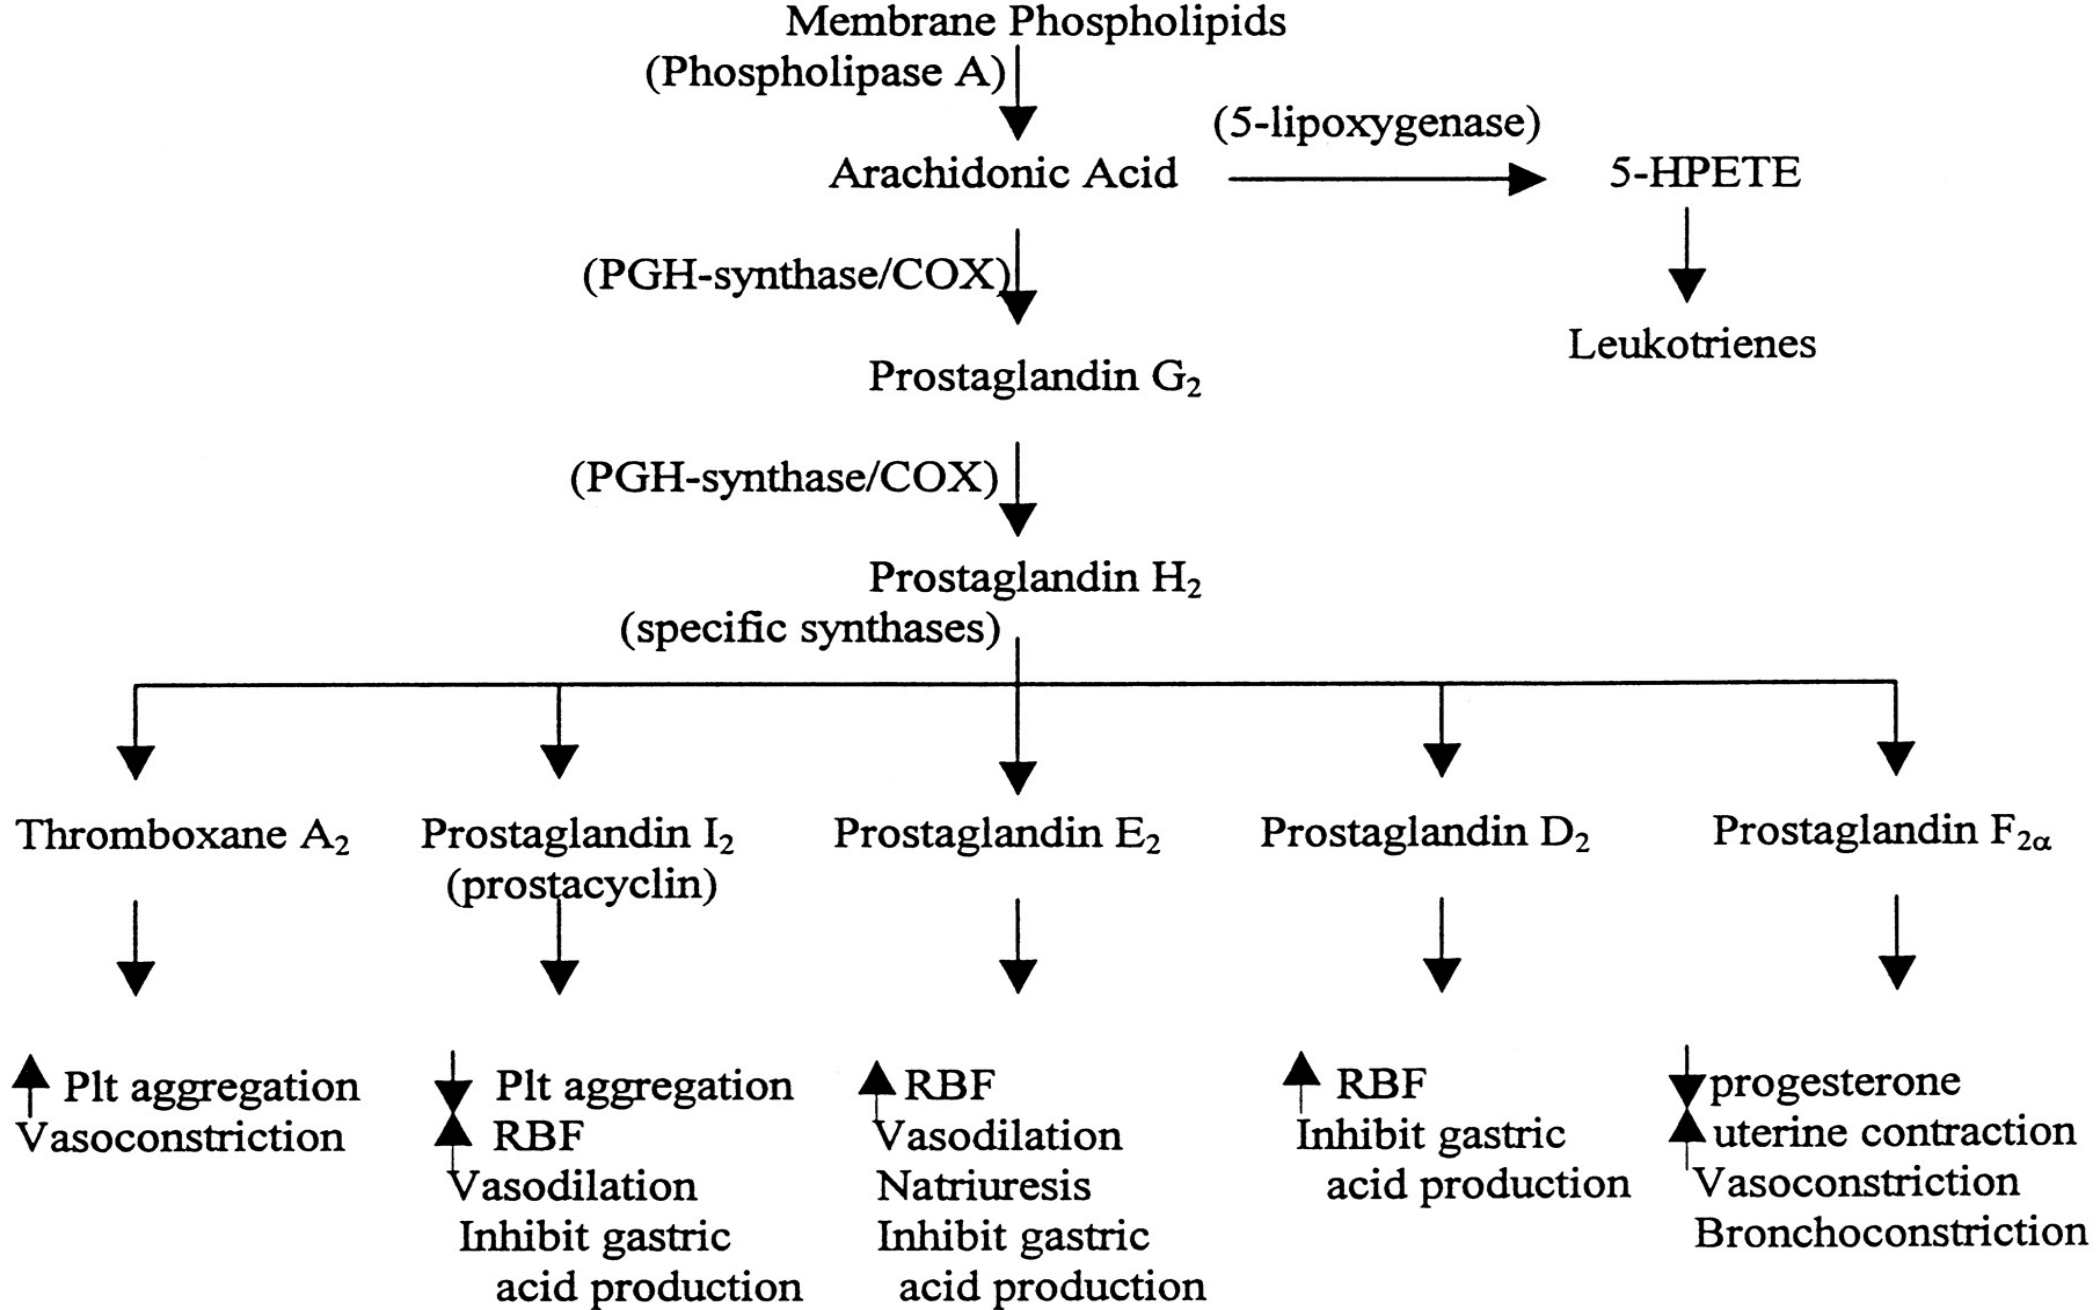 Membrane Phospholipids
(Phospholipase A)
(5-lipoxygenase)
Arachidonic Acid
5-HPETE
(PGH-synthase/COX)
Leukotrienes
Prostaglandin G₂
(PGH-synthase/COX)
Prostaglandin H₂
(specific synthases)
Thromboxane A₂
Prostaglandin I₂
(prostacyclin)
Prostaglandin E₂
Prostaglandin D₂
Prostaglandin F₂α
Plt aggregation
Vasoconstriction
Plt aggregation
RBF
Vasodilation
Inhibit gastric
acid production
RBF
Vasodilation
Natriuresis
Inhibit gastric
acid production
RBF
Inhibit gastric
acid production
progesterone
uterine contraction
Vasoconstriction
Bronchoconstriction